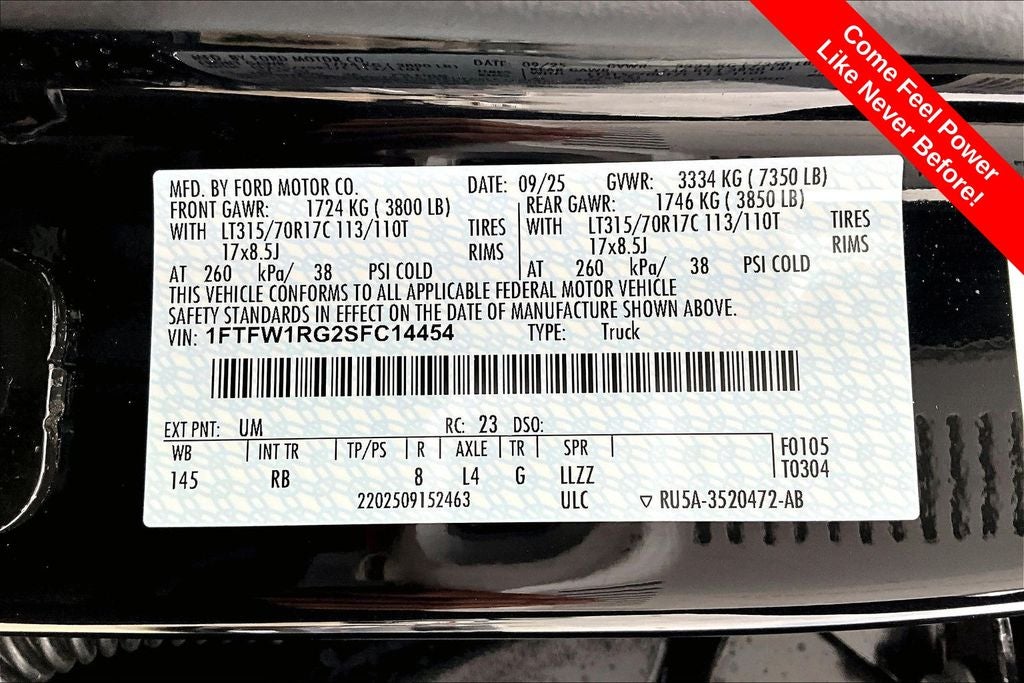 Come Feel Power
Like Never Before!
MFD. BY FORD MOTOR CO. DATE: 09/25 GVWR: 3334 KG ( 7350 LB)
FRONT GAWR: 1724 KG ( 3800 LB) REAR GAWR: 1746 KG ( 3850 LB)
WITH LT315/70R17C 113/110T TIRES WITH LT315/70R17C 113/110T TIRES
17x8.5J RIMS 17x8.5J RIMS
AT 260 kPa/ 38 PSI COLD AT 260 kPa/ 38 PSI COLD
THIS VEHICLE CONFORMS TO ALL APPLICABLE FEDERAL MOTOR VEHICLE
SAFETY STANDARDS IN EFFECT ON THE DATE OF MANUFACTURE SHOWN ABOVE.
VIN: 1FTFW1RG2SFC14454 TYPE: Truck
EXT PNT: UM RC: 23 DSO:
WB INT TR TP/PS R AXLE TR SPR F0105
145 RB 8 L4 G LLZZ T0304
2202509152463 ULC ▽ RU5A-3520472-AB